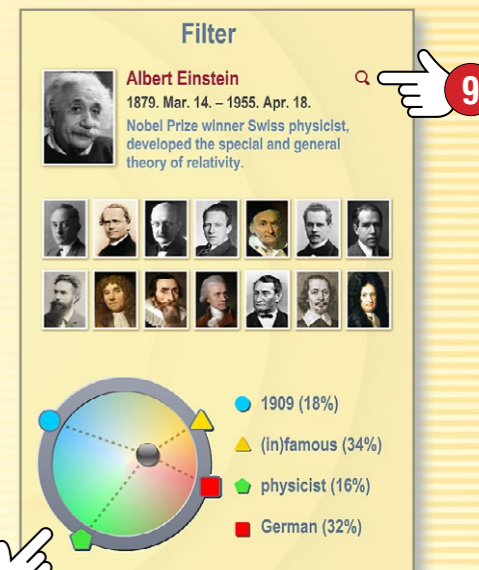 Filter
Albert Einstein
9
1879. Mar. 14. – 1955. Apr. 18.
Nobel Prize winner Swiss physicist,
developed the special and general
theory of relativity.
1909 (18%)
(in)famous (34%)
physicist (16%)
German (32%)